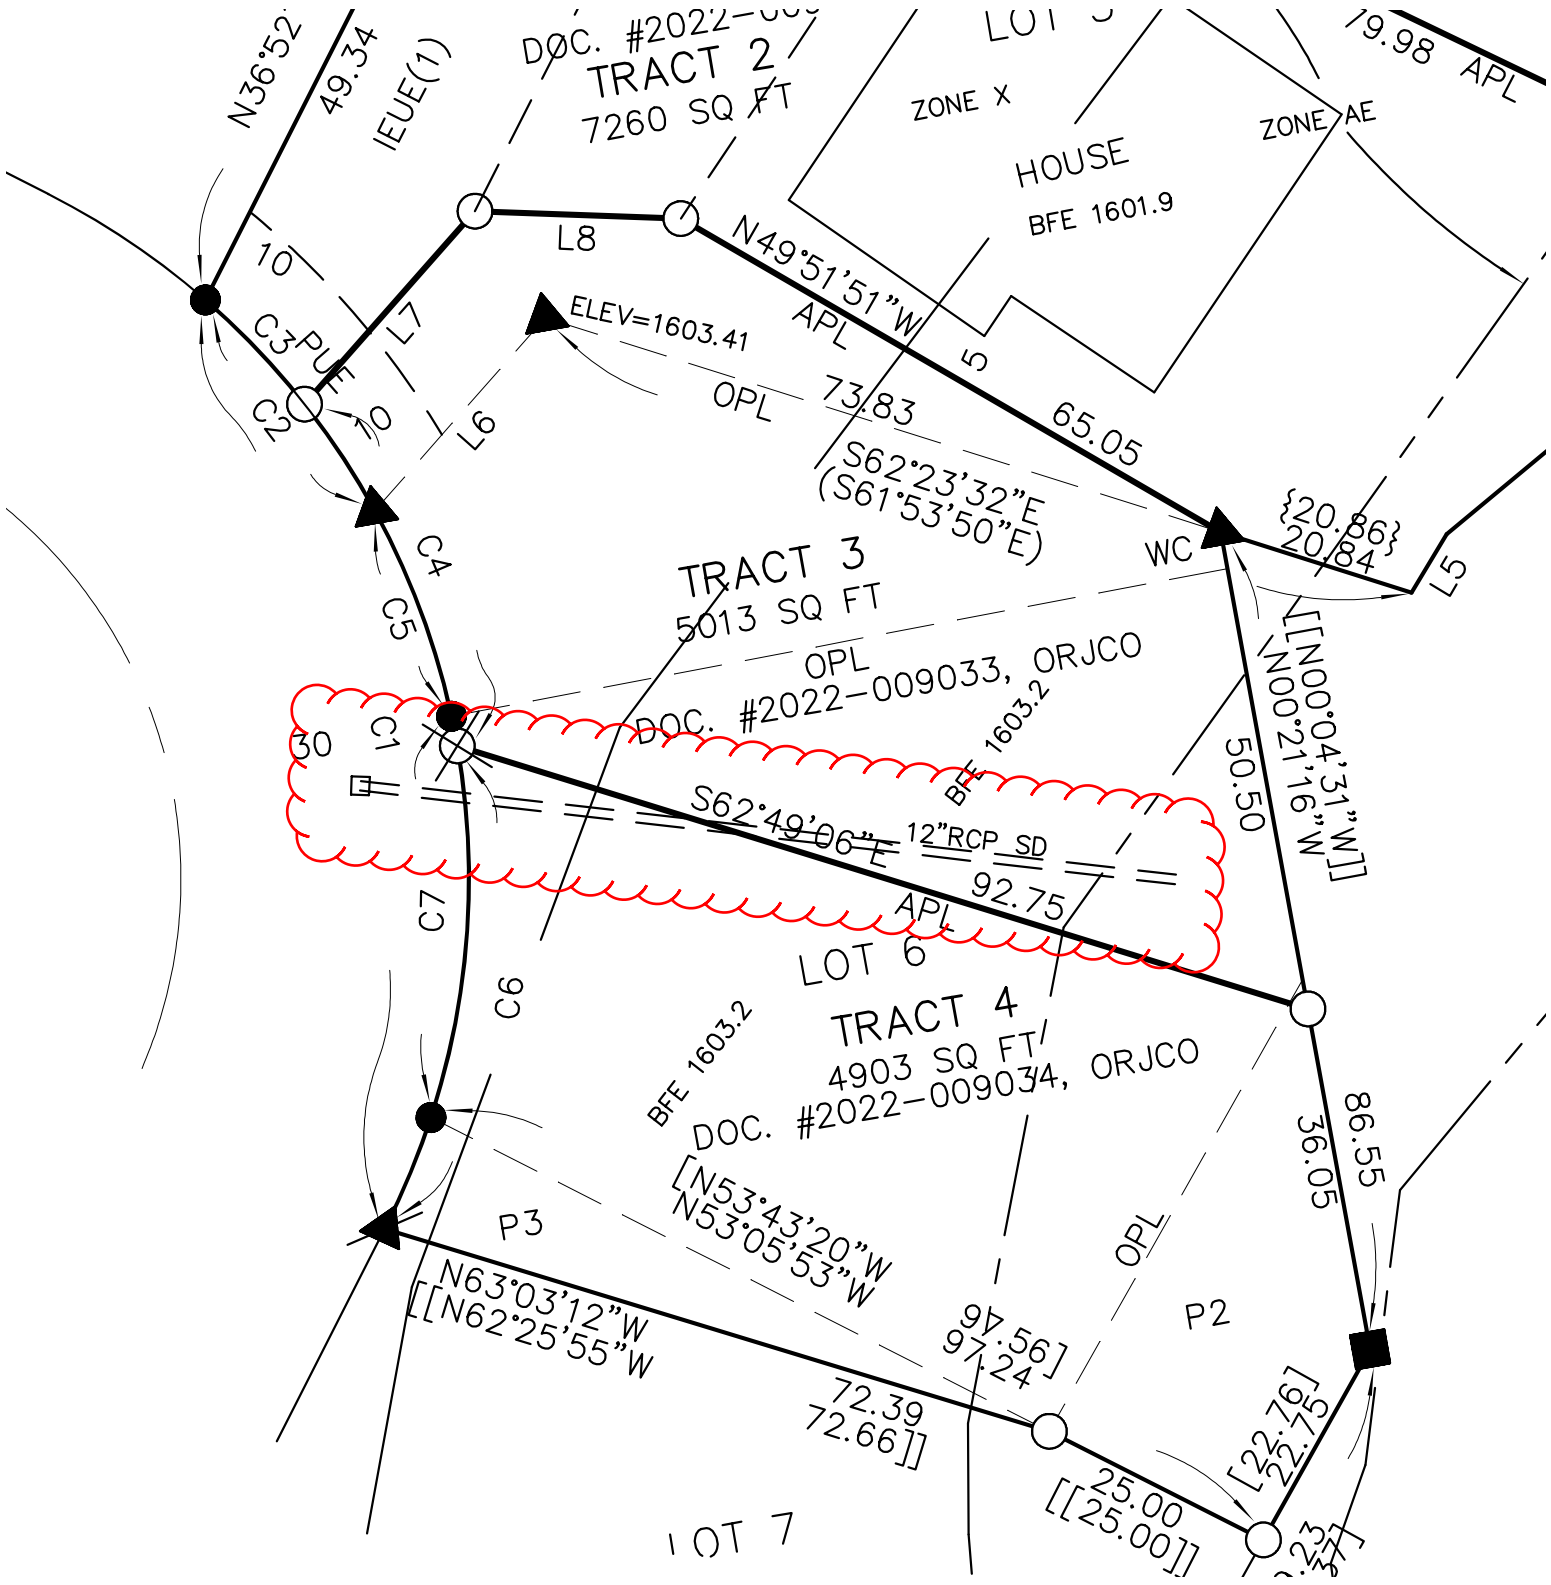 N36°52
49.34
IEUE(1)
DOC. #2022-009
TRACT 2
7260 SQ FT
LOT 5
79.98 APL
ZONE X
ZONE AE
HOUSE
BFE 1601.9
10
L8
N49°51'51"W
APL
C3
PUE
L7
ELEV=1603.41
5
OPL
73.83
65.05
C2
10
L6
S62°23'32"E
(S61°53'50"E)
{20.86}
20.84
WC
L5
C4
TRACT 3
5013 SQ FT
C5
OPL
DOC. #2022-009033, ORJCO
[[N00°04'31"W]]
N00°21'16"W
50.50
BFE 1603.2
C1
30
S62°49'06"E
12"RCP SD
92.75
APL
C7
LOT 6
C6
TRACT 4
4903 SQ FT
DOC. #2022-009034, ORJCO
BFE 1603.2
86.55
36.05
[N53°43'20"W
N53°05'53"W
P3
OPL
P2
N63°03'12"W
[[N62°25'55"W
97.56]
97.24
72.39
72.66]]
[22.76]
22.75
25.00
[[25.00]]
LOT 7
.23
37]